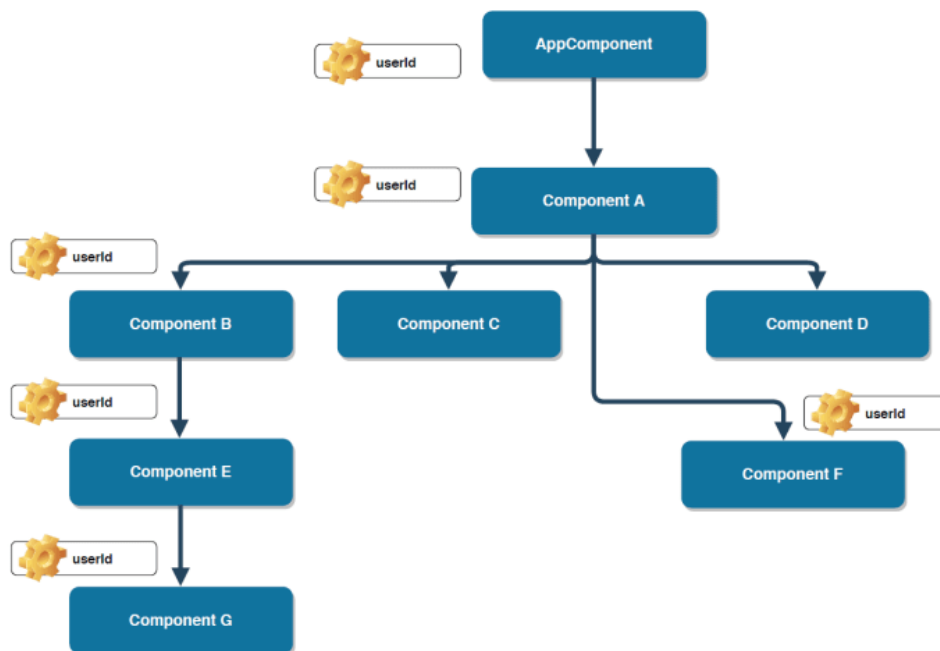 AppComponent
userId
userId
Component A
userId
Component B
Component C
Component D
userId
userId
Component E
Component F
userId
Component G